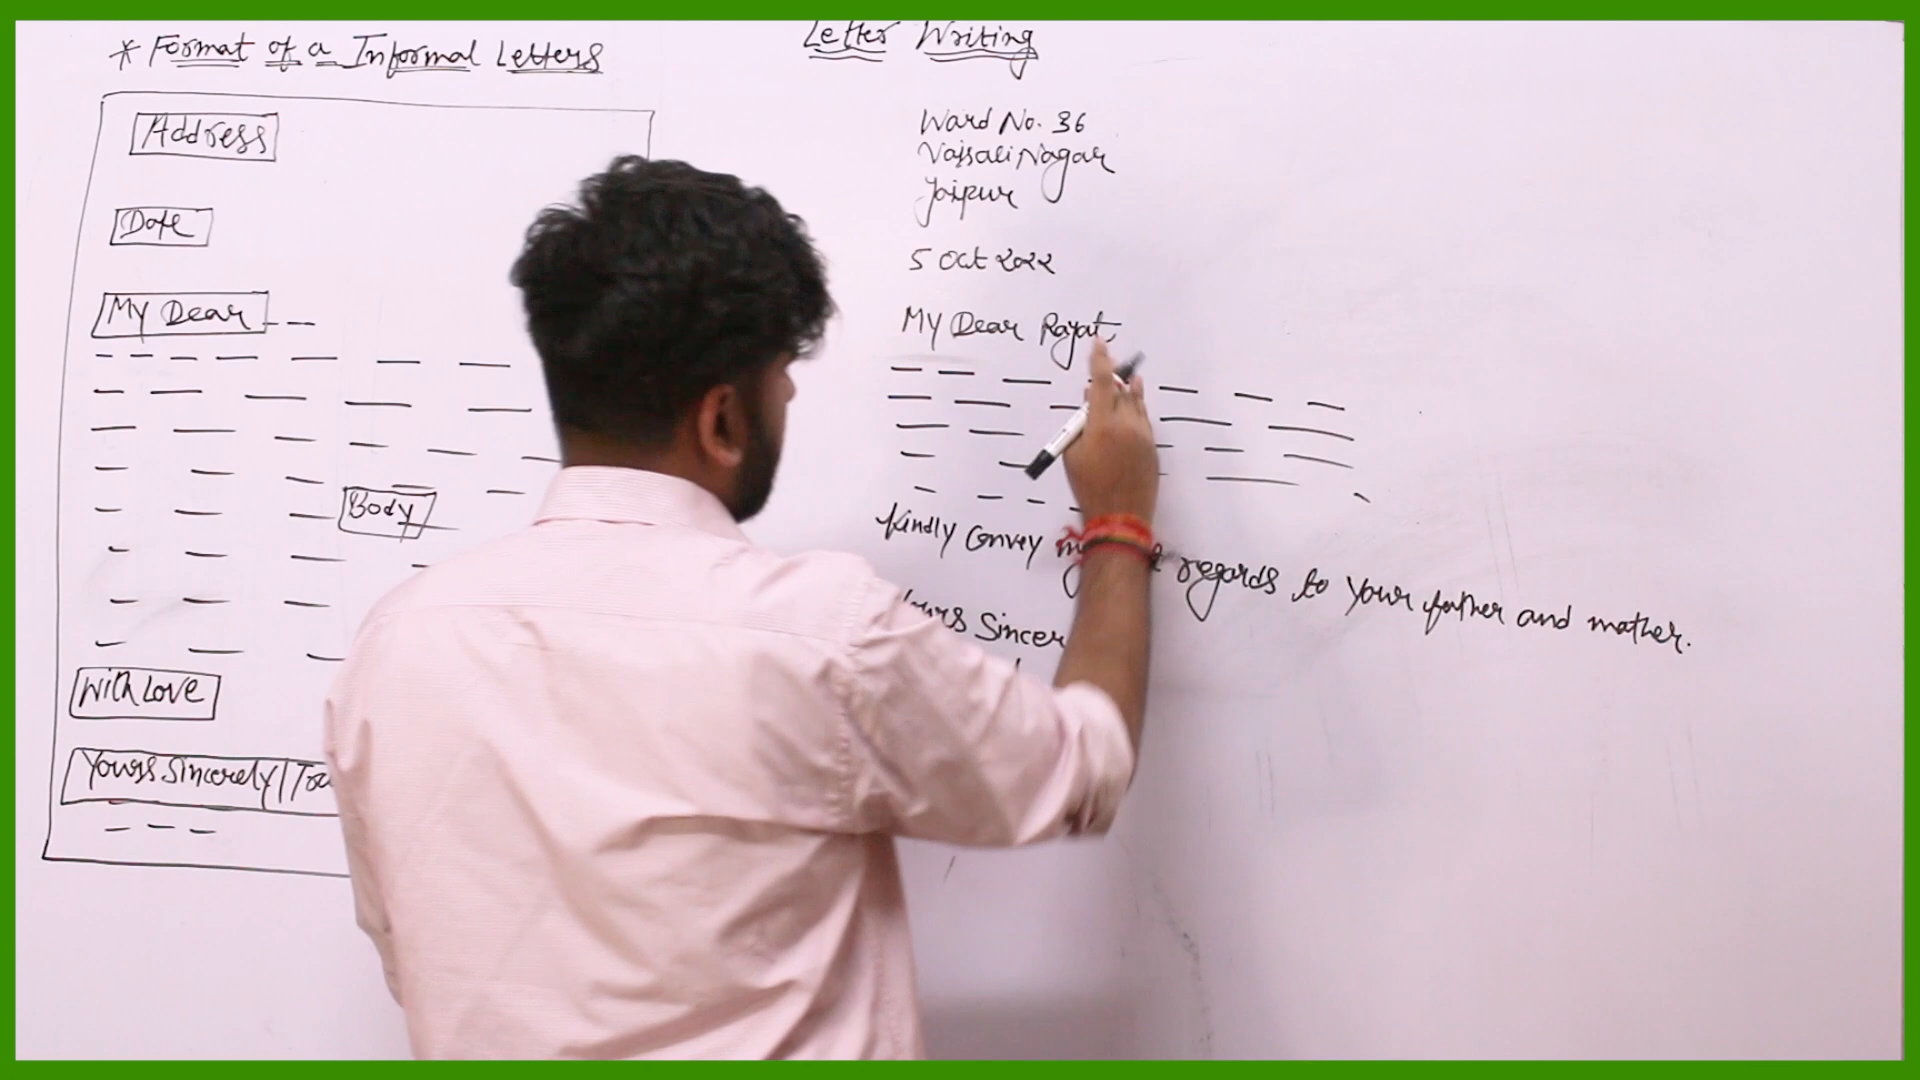 * Format of a Informal Letters
Address
Date
My Dear
Body
With Love
Yours Sincerely/
Letter Writing
Ward No. 36
Vaisali Nagar
Jaipur
5 Oct 2022
My Dear Rajat,
Kindly Convey regards to your father and mother.